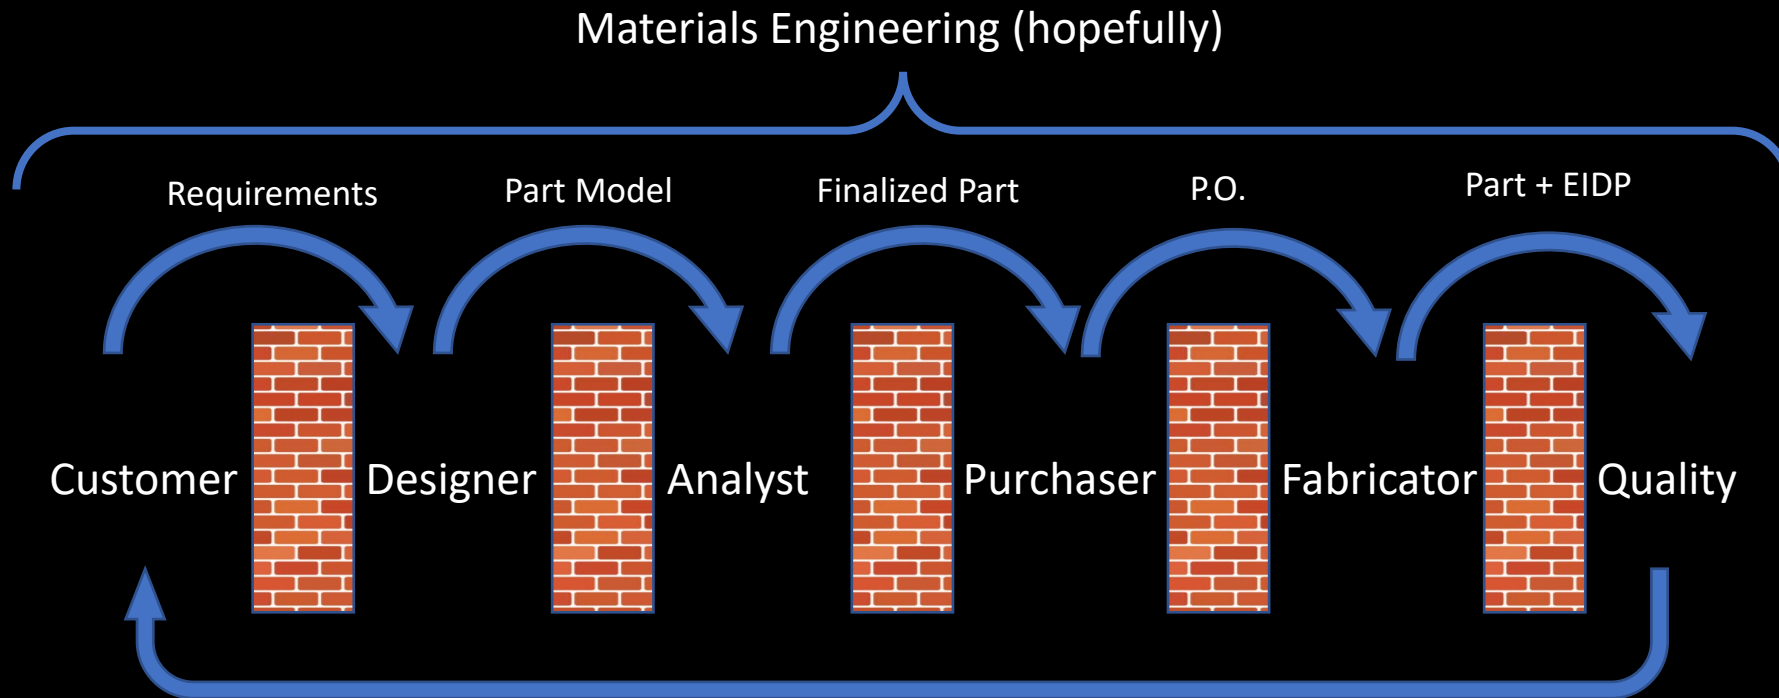 Materials Engineering (hopefully)
Requirements
Part Model
Finalized Part
P.O.
Part + EIDP
Customer
Designer
Analyst
Purchaser
Fabricator
Quality